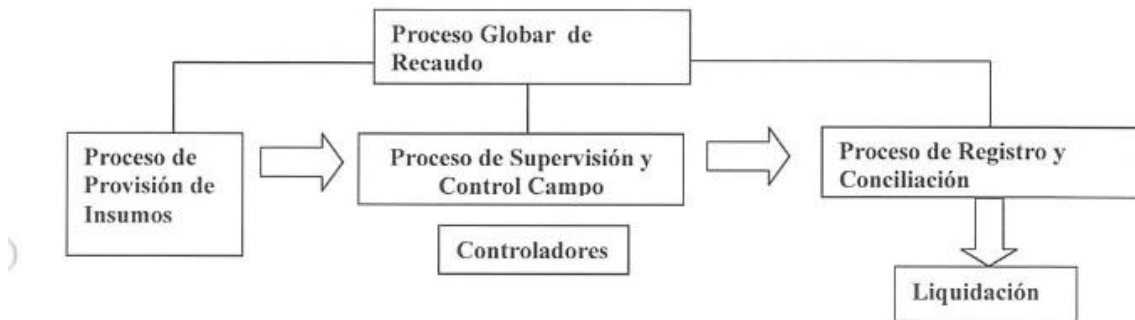 Proceso Globar de
Recaudo
Proceso de
Provisión de
Insumos
Proceso de Supervisión y
Control Campo
Controladores
Proceso de Registro y
Conciliación
Liquidación